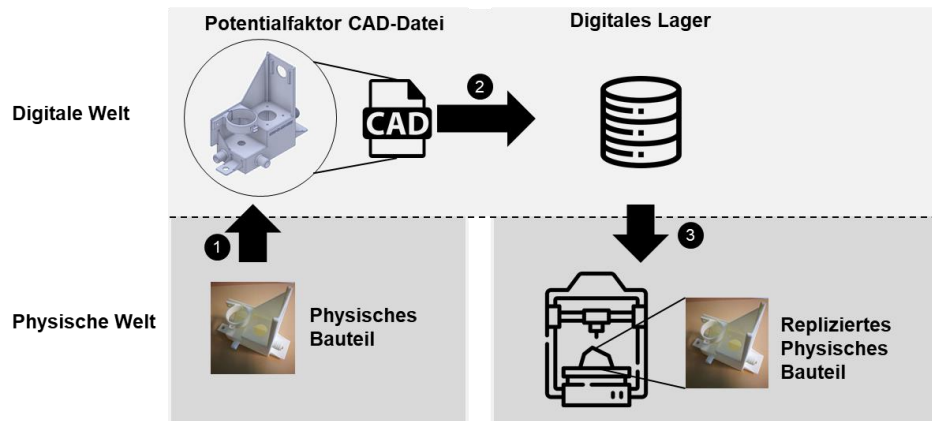 Potentialfaktor CAD-Datei
Digitales Lager
Digitale Welt
CAD
2
1
3
Physische Welt
Physisches
Bauteil
Repliziertes
Physisches
Bauteil